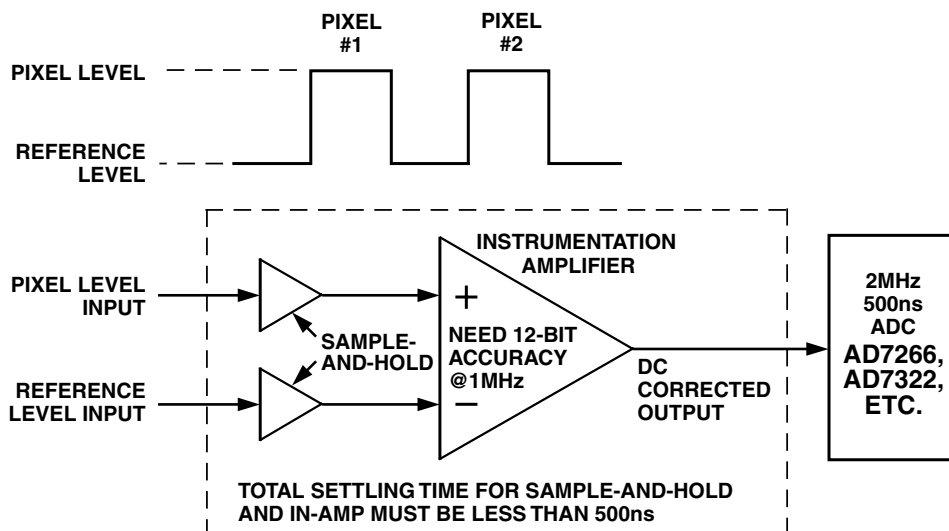 PIXEL
#1
PIXEL
#2
PIXEL LEVEL
REFERENCE
LEVEL
INSTRUMENTATION
AMPLIFIER
PIXEL LEVEL
INPUT
+
SAMPLE-
AND-HOLD
NEED 12-BIT
ACCURACY
@1MHz
REFERENCE
LEVEL INPUT
−
DC
CORRECTED
OUTPUT
2MHz
500ns
ADC
AD7266,
AD7322,
ETC.
TOTAL SETTLING TIME FOR SAMPLE-AND-HOLD
AND IN-AMP MUST BE LESS THAN 500ns